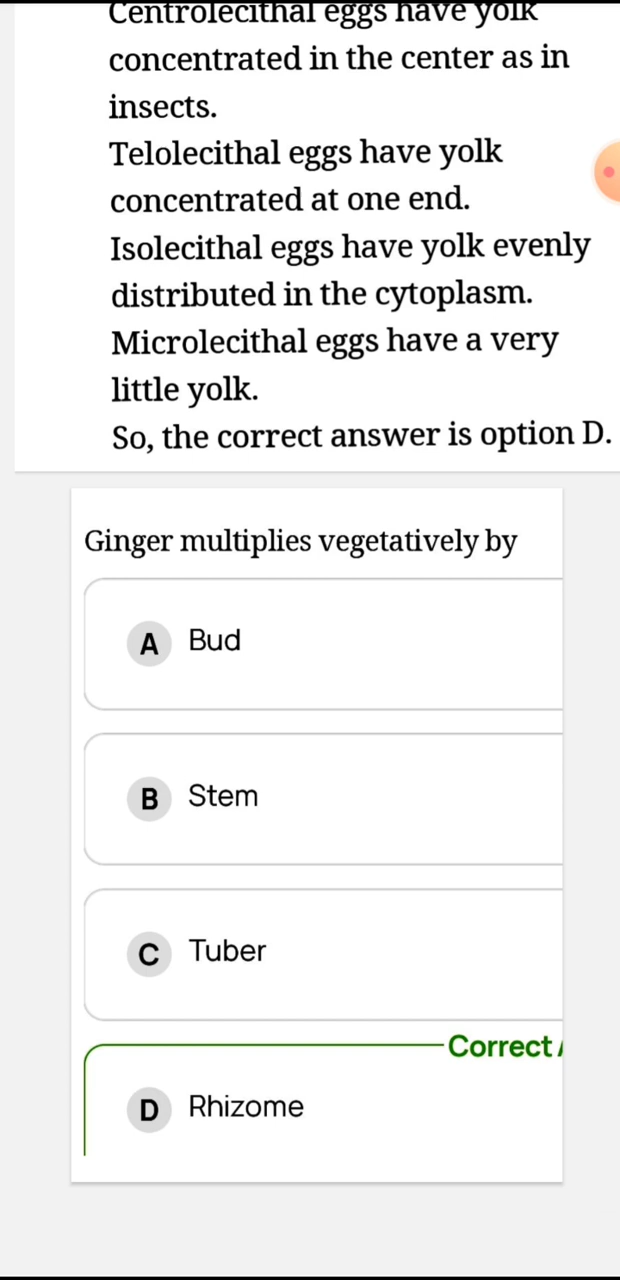 Centrolecithal eggs have yolk
concentrated in the center as in
insects.
Telolecithal eggs have yolk
concentrated at one end.
Isolecithal eggs have yolk evenly
distributed in the cytoplasm.
Microlecithal eggs have a very
little yolk.
So, the correct answer is option D.
Ginger multiplies vegetatively by
A Bud
B Stem
C Tuber
Correct
D Rhizome